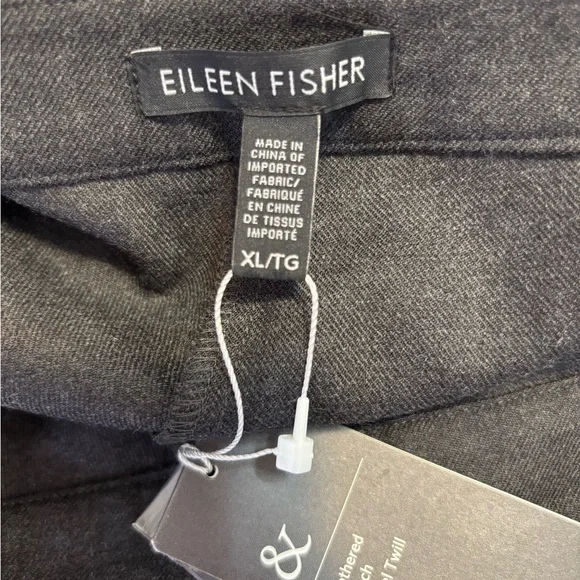 EILEEN FISHER
MADE IN
CHINA OF
IMPORTED
FABRIC/
FABRIQUÉ
EN CHINE
DE TISSUS
IMPORTÉ
XL/TG
&
Twill